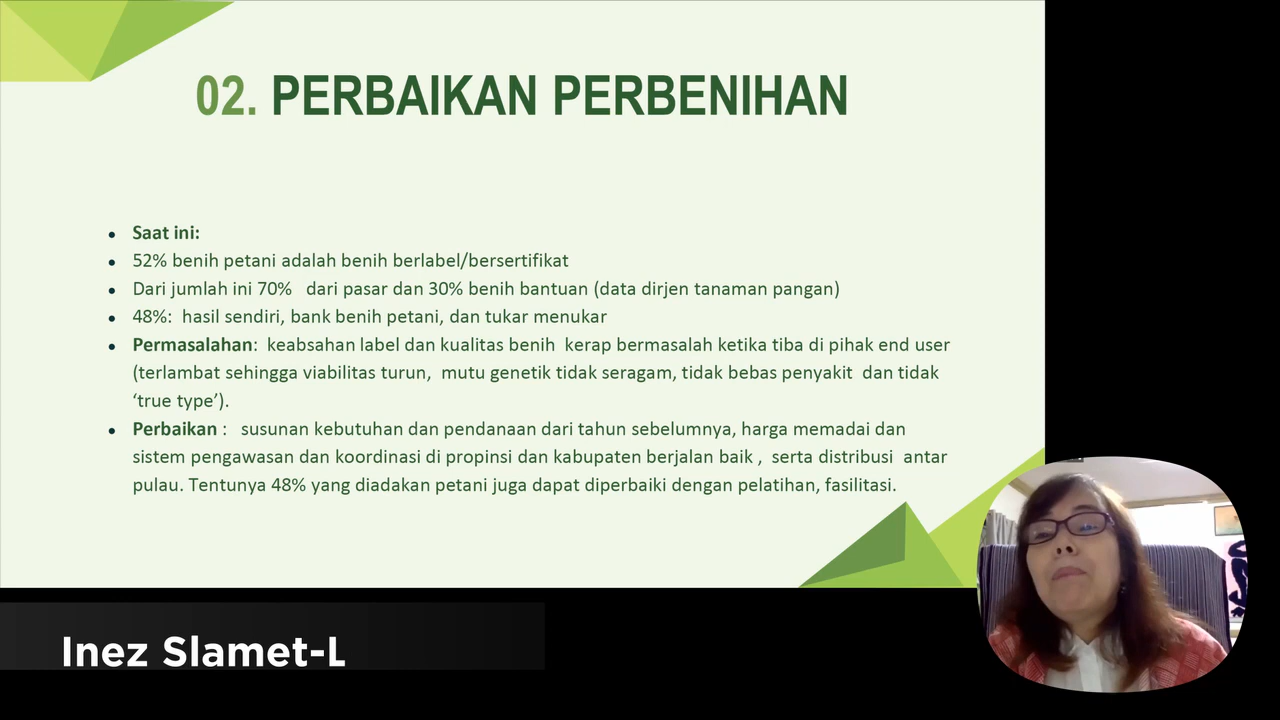 02. PERBAIKAN PERBENIHAN
Saat ini:
52% benih petani adalah benih berlabel/bersertifikat
Dari jumlah ini 70% dari pasar dan 30% benih bantuan (data dirjen tanaman pangan)
48%: hasil sendiri, bank benih petani, dan tukar menukar
Permasalahan: keabsahan label dan kualitas benih kerap bermasalah ketika tiba di pihak end user
(terlambat sehingga viabilitas turun, mutu genetik tidak seragam, tidak bebas penyakit dan tidak
‘true type’).
Perbaikan : susunan kebutuhan dan pendanaan dari tahun sebelumnya, harga memadai dan
sistem pengawasan dan koordinasi di propinsi dan kabupaten berjalan baik , serta distribusi antar
pulau. Tentunya 48% yang diadakan petani juga dapat diperbaiki dengan pelatihan, fasilitasi.
Inez Slamet-L